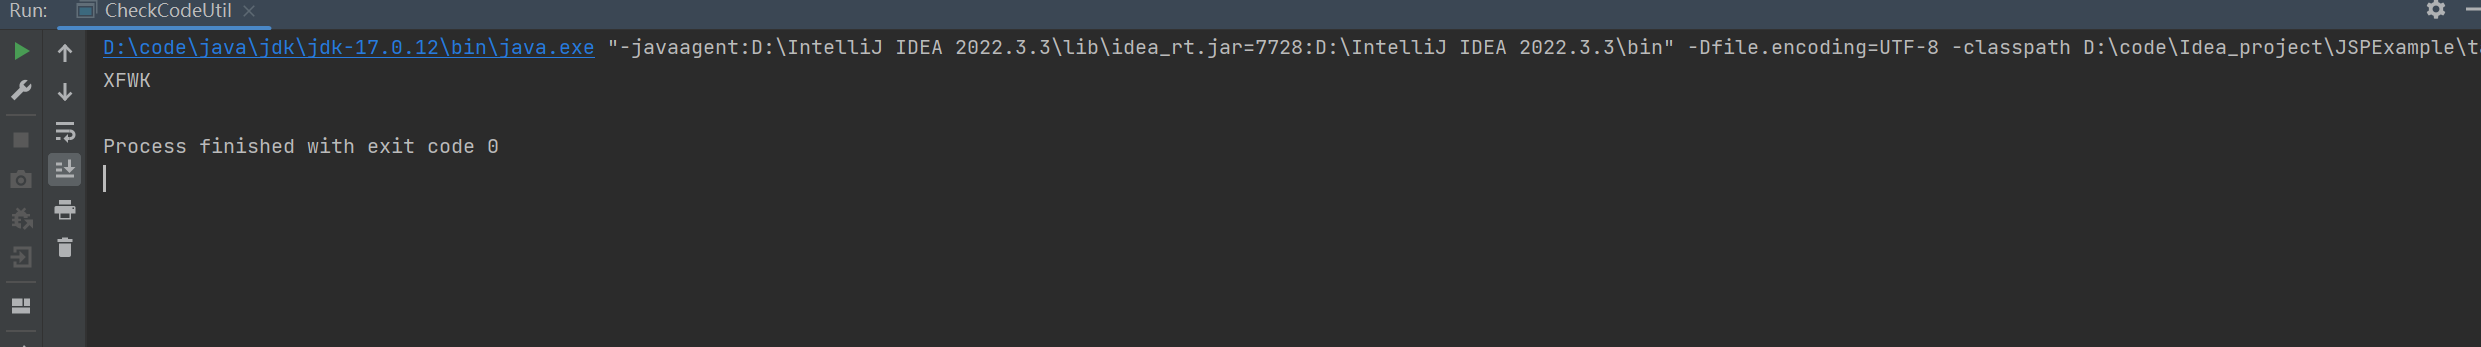 Run: CheckCodeUtil
D:\code\java\jdk\jdk-17.0.12\bin\java.exe "-javaagent:D:\IntelliJ IDEA 2022.3.3\lib\idea_rt.jar=7728:D:\IntelliJ IDEA 2022.3.3\bin" -Dfile.encoding=UTF-8 -classpath D:\code\Idea_project\JSPExample\t
XFWK
Process finished with exit code 0